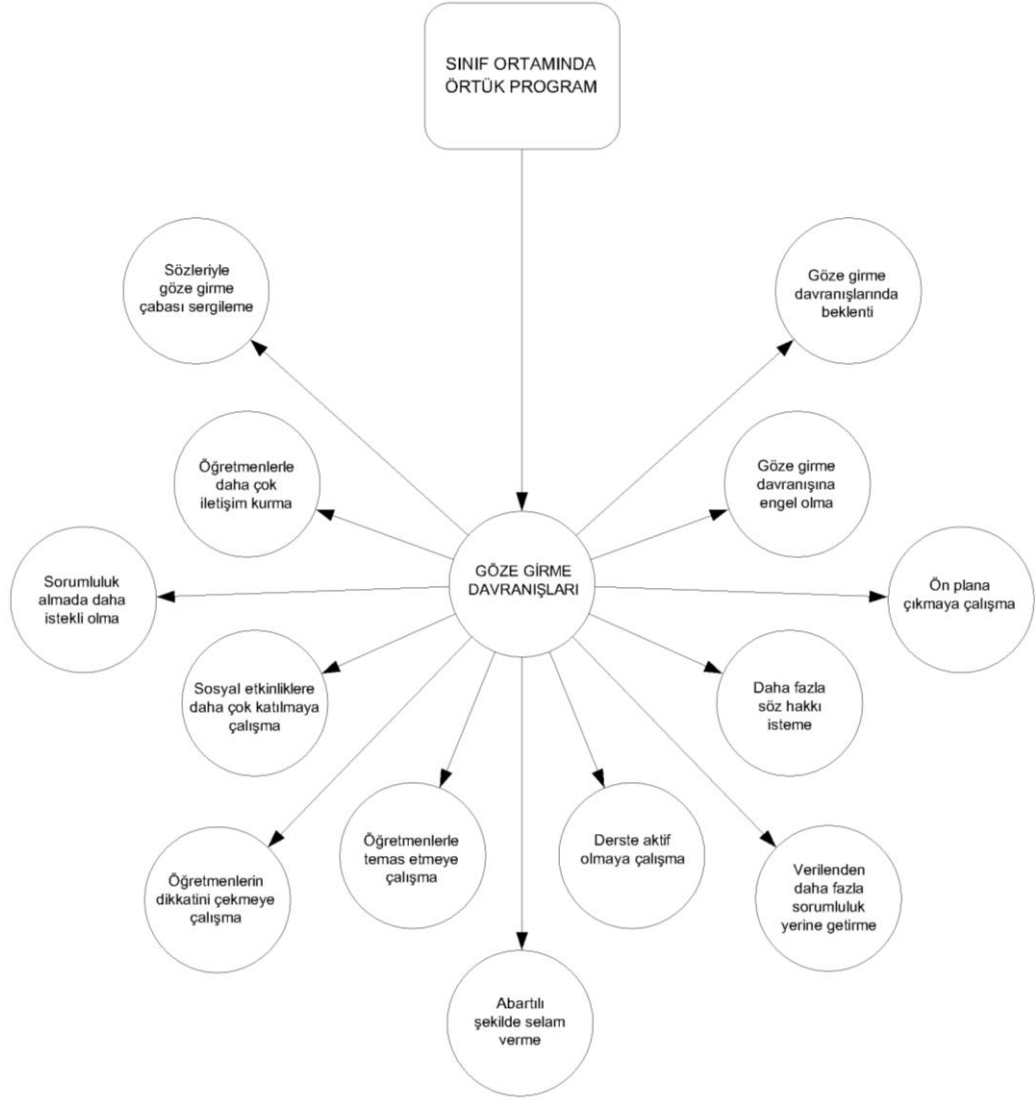 SINIF ORTAMINDA
ÖRTÜK PROGRAM
Sözleriyle
göze girme
çabası sergileme
Göze girme
davranışlarında
beklenti
Öğretmenlerle
daha çok
iletişim kurma
Göze girme
davranışına
engel olma
Sorumluluk
almada daha
istekli olma
GÖZE GİRME
DAVRANIŞLARI
Ön plana
çıkmaya çalışma
Sosyal etkinliklere
daha çok katılmaya
çalışma
Daha fazla
söz hakkı
isteme
Öğretmenlerin
dikkatini çekmeye
çalışma
Öğretmenlerle
temas etmeye
çalışma
Derste aktif
olmaya çalışma
Verilenden
daha fazla
sorumluluk
yerine getirme
Abartılı
şekilde selam
verme